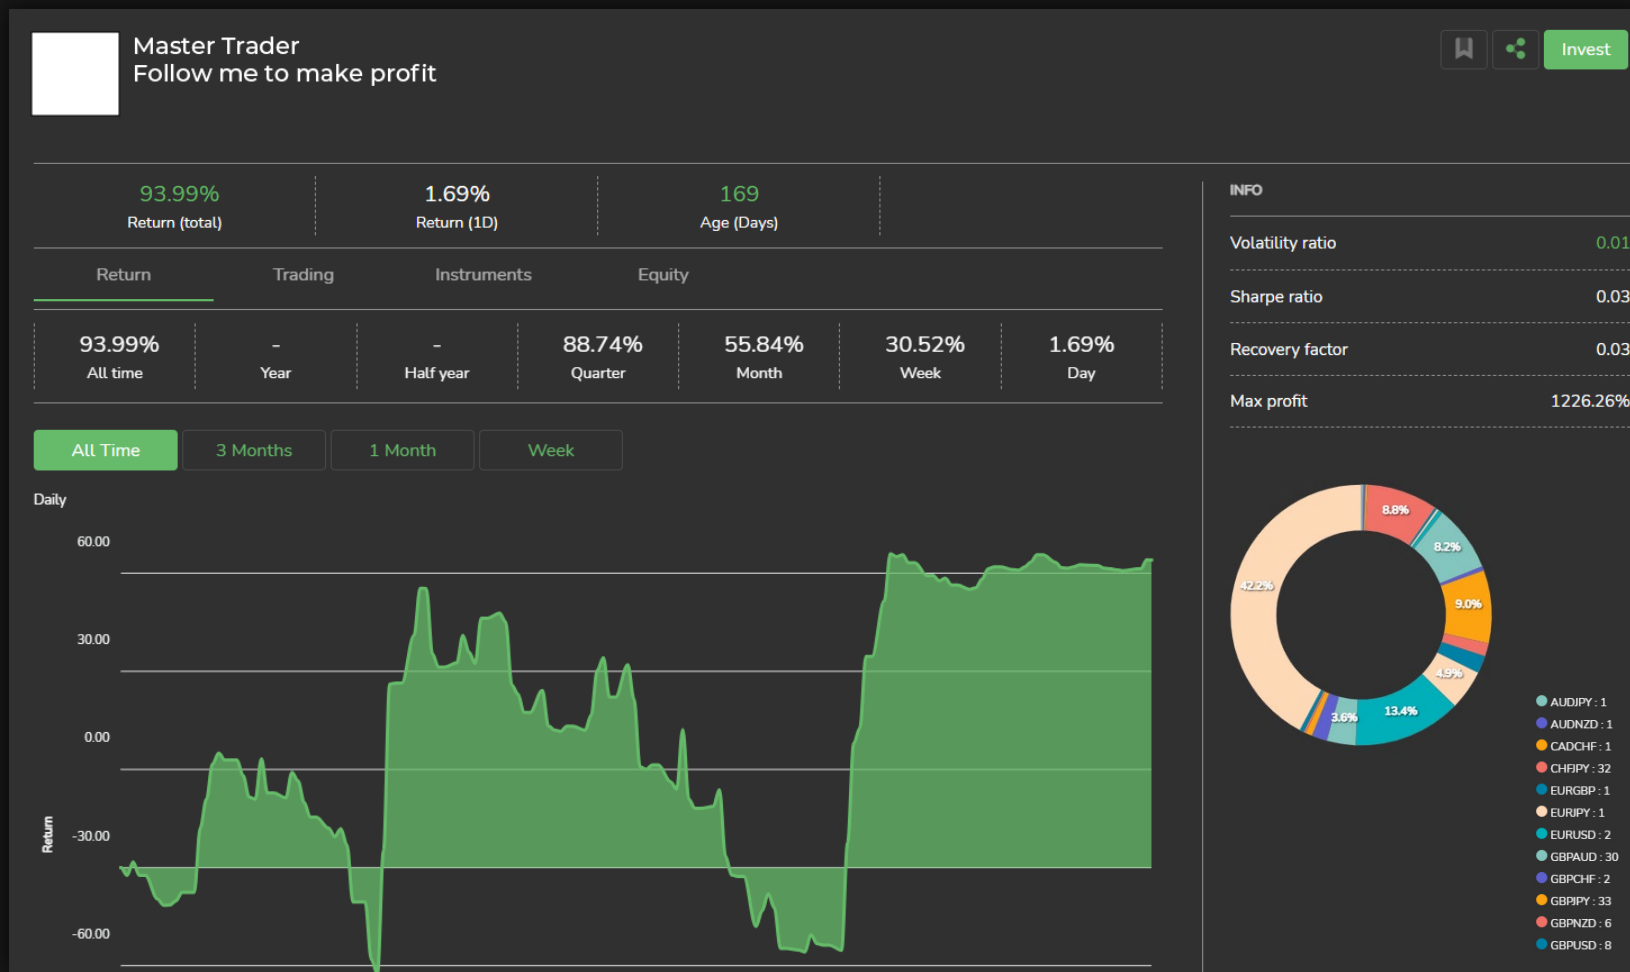 Master Trader
Follow me to make profit
Invest
93.99%
Return (total)
1.69%
Return (1D)
169
Age (Days)
Return
Trading
Instruments
Equity
93.99%
All time
-
Year
-
Half year
88.74%
Quarter
55.84%
Month
30.52%
Week
1.69%
Day
All Time
3 Months
1 Month
Week
Daily
60.00
30.00
0.00
-30.00
-60.00
Return
INFO
Volatility ratio 0.01
Sharpe ratio 0.03
Recovery factor 0.03
Max profit 1226.26%
8.8%
8.2%
42.2%
9.0%
4.9%
13.4%
3.6%
AUDJPY : 1
AUDNZD : 1
CADCHF : 1
CHFJPY : 32
EURGBP : 1
EURJPY : 1
EURUSD : 2
GBPAUD : 30
GBPCHF : 2
GBPJPY : 33
GBPNZD : 6
GBPUSD : 8